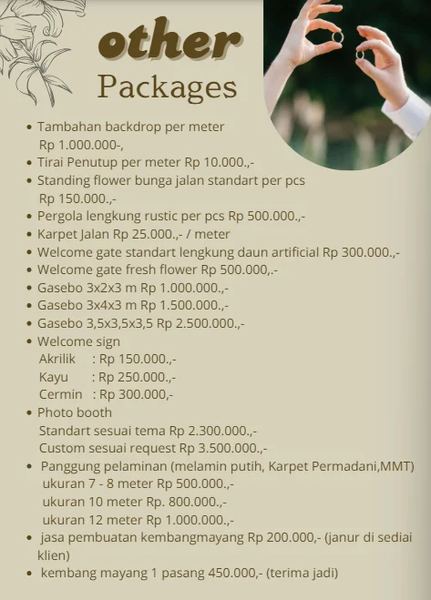 other
Packages
• Tambahan backdrop per meter
Rp 1.000.000-,
• Tirai Penutup per meter Rp 10.000.,-
• Standing flower bunga jalan standart per pcs
Rp 150.000.,-
• Pergola lengkung rustic per pcs Rp 500.000.,-
• Karpet Jalan Rp 25.000.,- / meter
• Welcome gate standart lengkung daun artificial Rp 300.000.,-
• Welcome gate fresh flower Rp 500.000,.-
• Gasebo 3x2x3 m Rp 1.000.000.,-
• Gasebo 3x4x3 m Rp 1.500.000.,-
• Gasebo 3,5x3,5x3,5 Rp 2.500.000.,-
• Welcome sign
Akrilik : Rp 150.000.,-
Kayu : Rp 250.000.,-
Cermin : Rp 300.000,-
• Photo booth
Standart sesuai tema Rp 2.300.000.,-
Custom sesuai request Rp 3.500.000.,-
• Panggung pelaminan (melamin putih, Karpet Permadani,MMT)
ukuran 7 - 8 meter Rp 500.000.,-
ukuran 10 meter Rp. 800.000.,-
ukuran 12 meter Rp 1.000.000.,-
• jasa pembuatan kembangmayang Rp 200.000,- (janur di sediai
klien)
• kembang mayang 1 pasang 450.000,- (terima jadi)